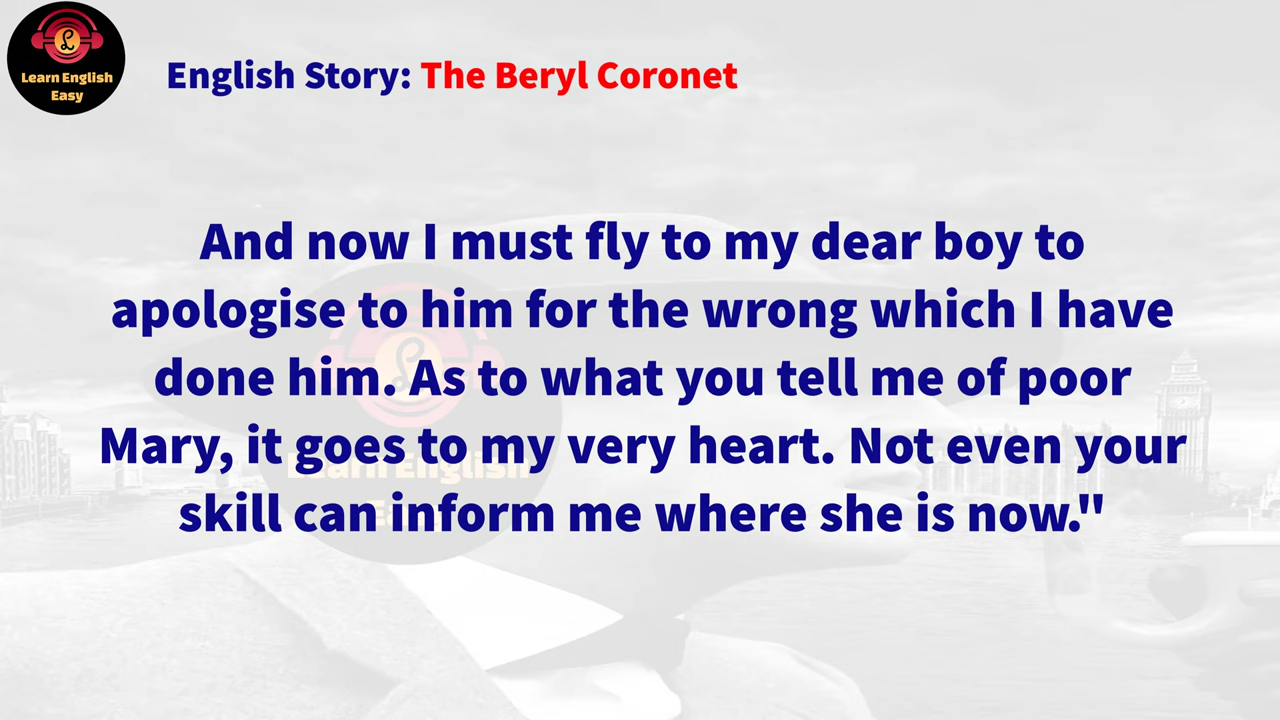 Learn English
Easy
English Story: The Beryl Coronet
And now I must fly to my dear boy to
apologise to him for the wrong which I have
done him. As to what you tell me of poor
Mary, it goes to my very heart. Not even your
skill can inform me where she is now."
Learn English